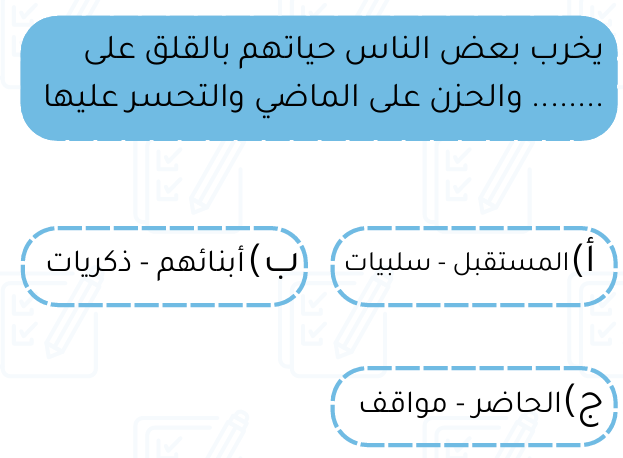 يخرب بعض الناس حياتهم بالقلق على
........ والحزن على الماضي والتحسر عليها
أ)المستقبل - سلبيات
ب)أبنائهم - ذكريات
ج)الحاضر - مواقف